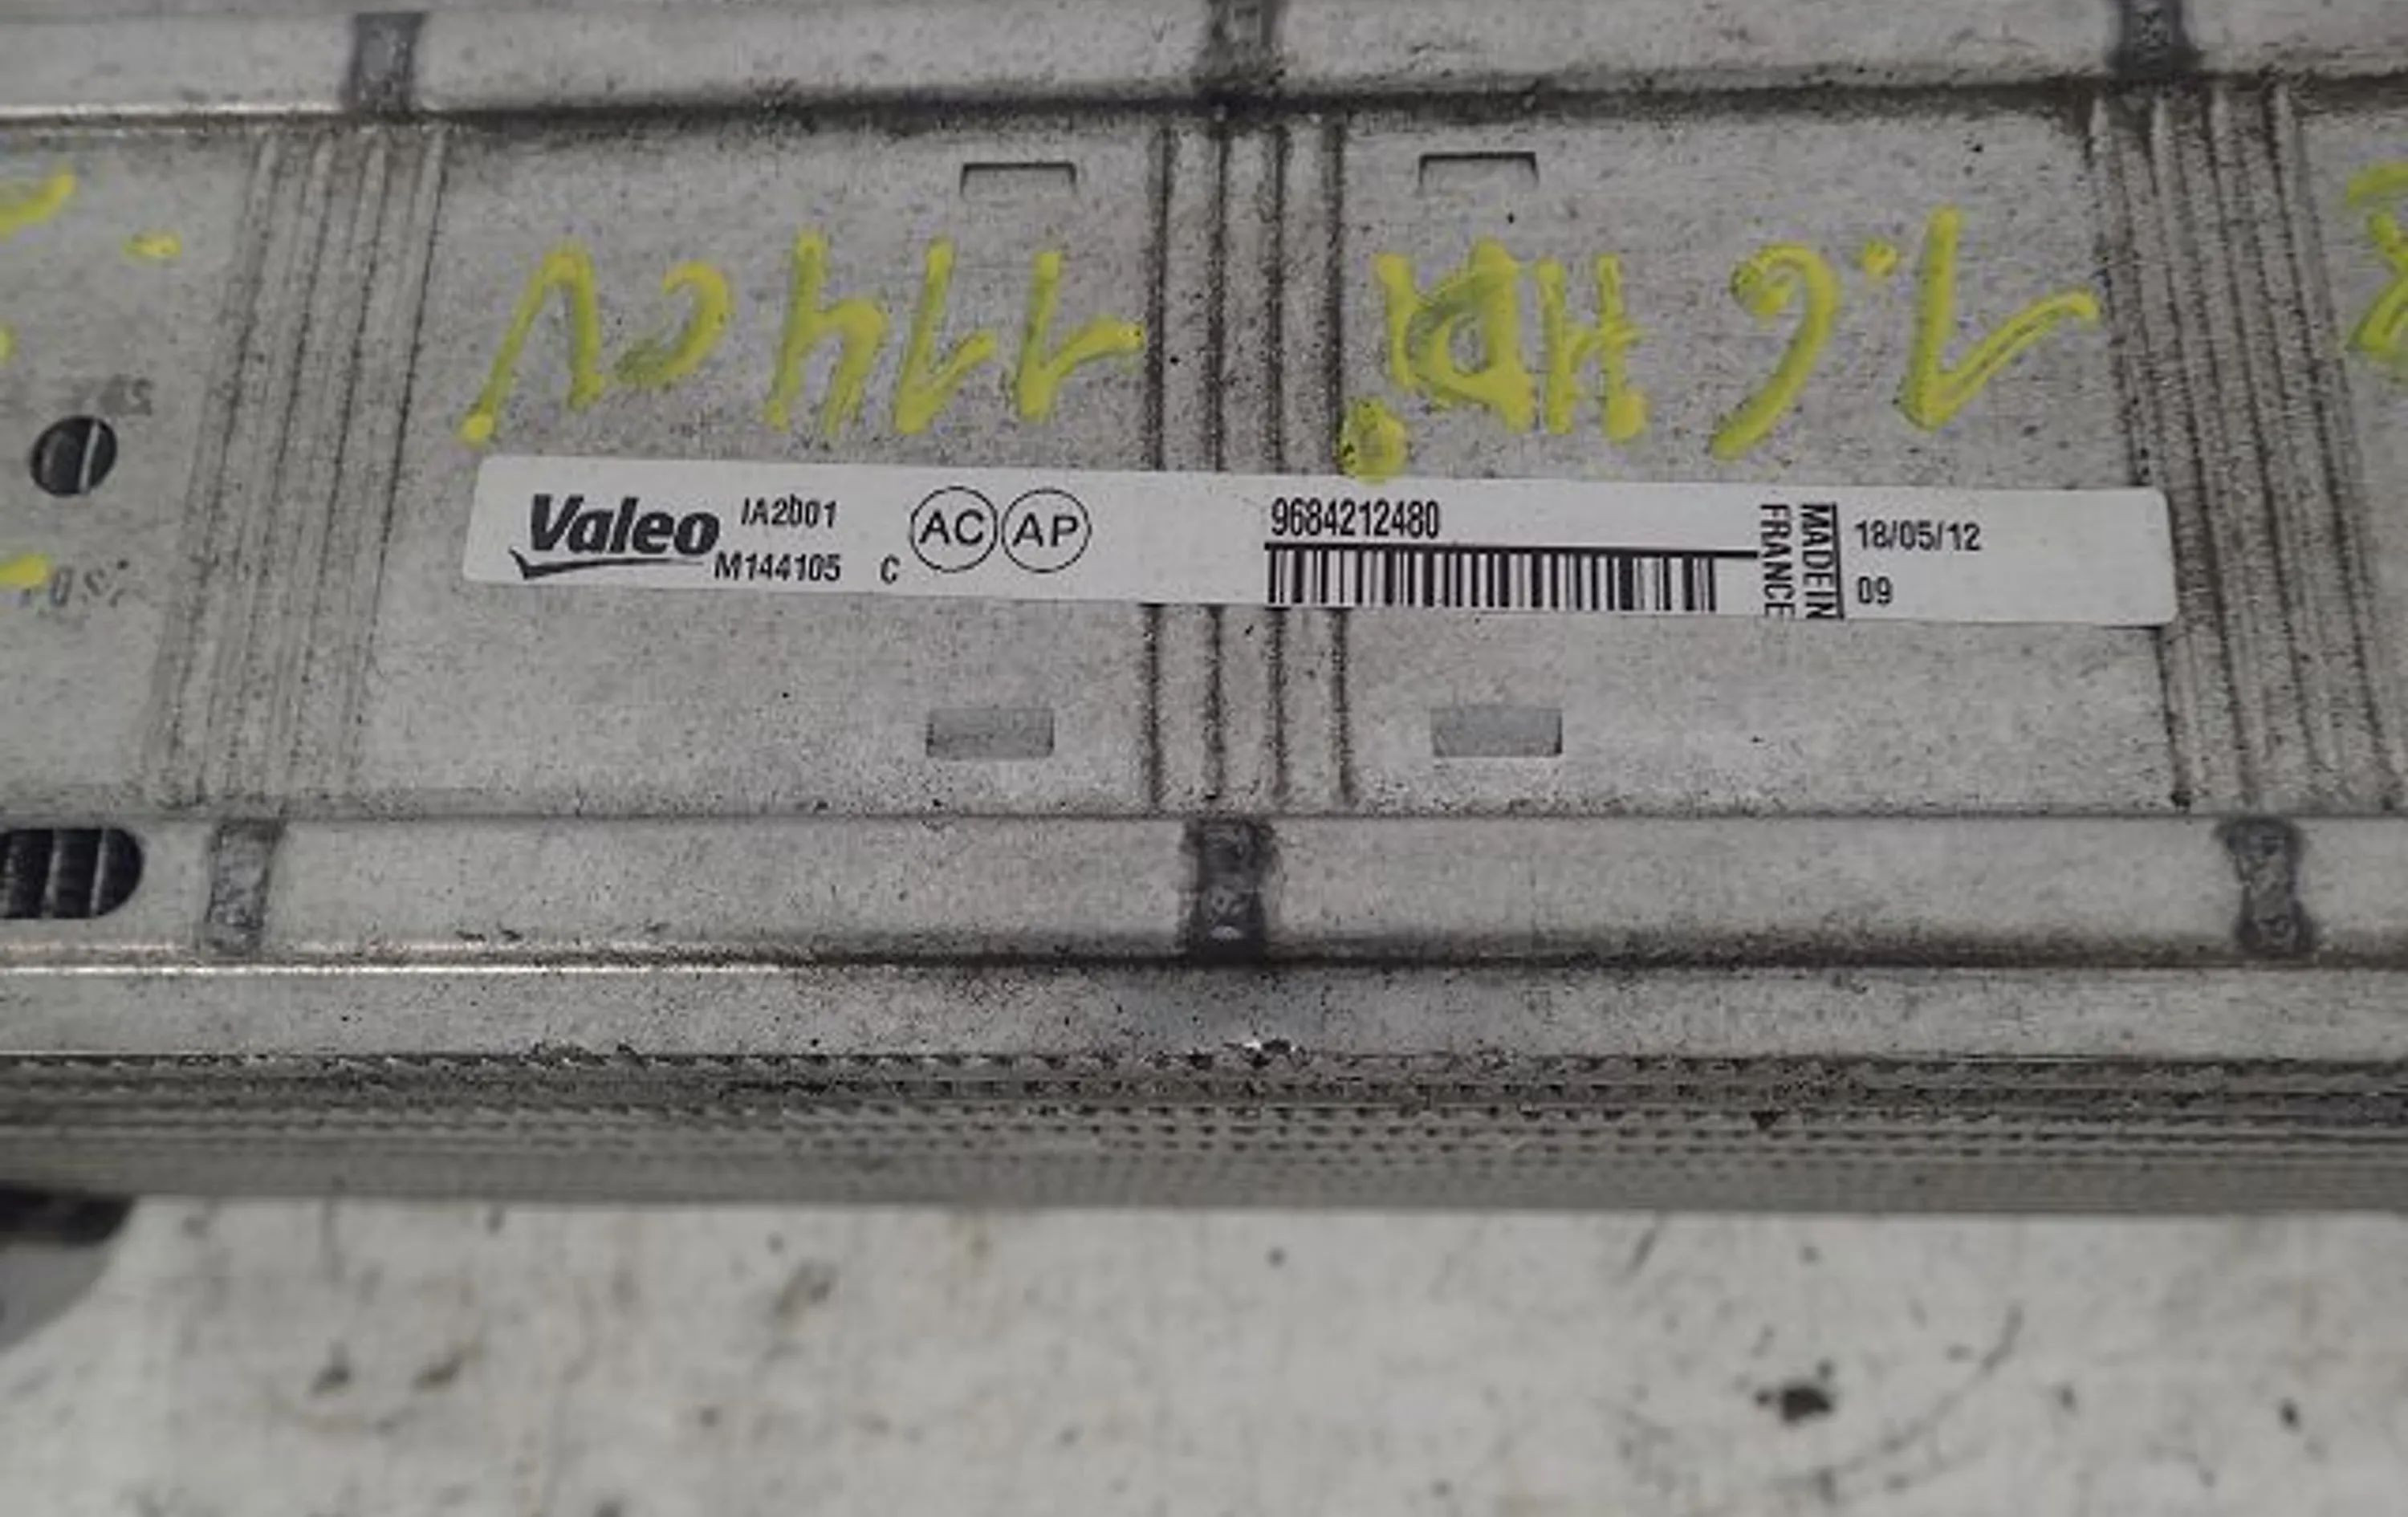 1.6 HDi 114cv
Valeo IA2001 AC AP 9684212480 MADE IN 18/05/12
M144105 C FRANCE 09